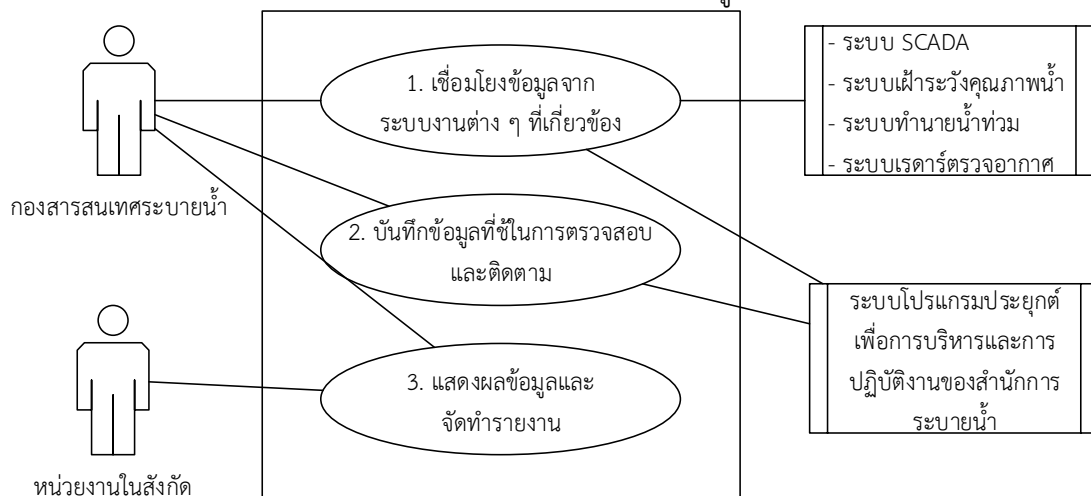 1. เชื่อมโยงข้อมูลจาก
ระบบงานต่าง ๆ ที่เกี่ยวข้อง
- ระบบ SCADA
- ระบบเฝ้าระวังคุณภาพน้ำ
- ระบบทำนายน้ำท่วม
- ระบบเรดาร์ตรวจอากาศ
กองสารสนเทศระบายน้ำ
2. บันทึกข้อมูลที่ช้ในการตรวจสอบ
และติดตาม
ระบบโปรแกรมประยุกต์
เพื่อการบริหารและการ
ปฏิบัติงานของสำนักการ
ระบายน้ำ
3. แสดงผลข้อมูลและ
จัดทำรายงาน
หน่วยงานในสังกัด